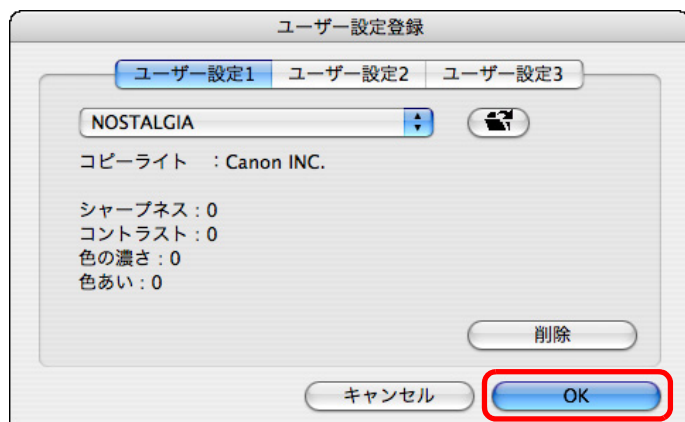 ユーザー設定登録
ユーザー設定1 ユーザー設定2 ユーザー設定3
NOSTALGIA
コピーライト : Canon INC.
シャープネス : 0
コントラスト : 0
色の濃さ : 0
色あい : 0
削除
キャンセル OK